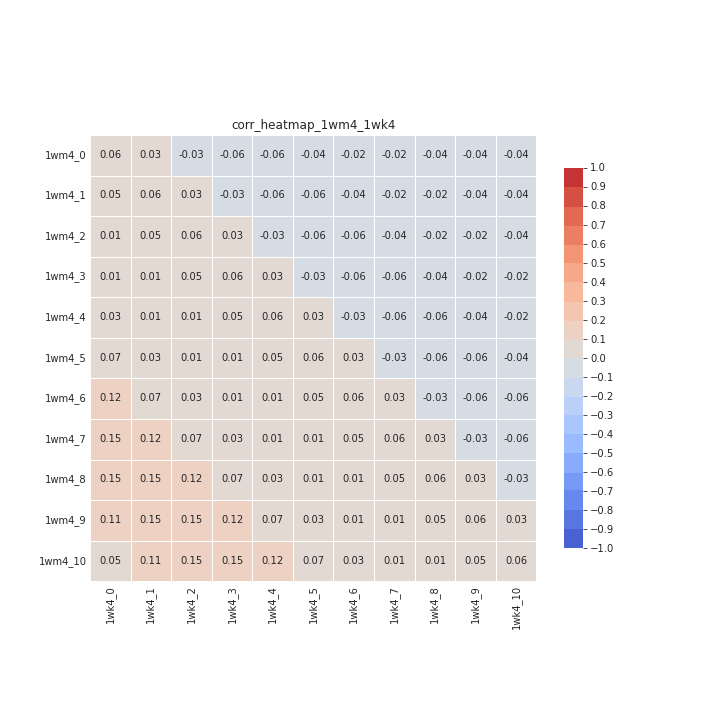 corr_heatmap_1wm4_1wk4
1wm4_0 0.06 0.03 -0.03 -0.06 -0.06 -0.04 -0.02 -0.02 -0.04 -0.04 -0.04
1wm4_1 0.05 0.06 0.03 -0.03 -0.06 -0.06 -0.04 -0.02 -0.02 -0.04 -0.04
1wm4_2 0.01 0.05 0.06 0.03 -0.03 -0.06 -0.06 -0.04 -0.02 -0.02 -0.04
1wm4_3 0.01 0.01 0.05 0.06 0.03 -0.03 -0.06 -0.06 -0.04 -0.02 -0.02
1wm4_4 0.03 0.01 0.01 0.05 0.06 0.03 -0.03 -0.06 -0.06 -0.04 -0.02
1wm4_5 0.07 0.03 0.01 0.01 0.05 0.06 0.03 -0.03 -0.06 -0.06 -0.04
1wm4_6 0.12 0.07 0.03 0.01 0.01 0.05 0.06 0.03 -0.03 -0.06 -0.06
1wm4_7 0.15 0.12 0.07 0.03 0.01 0.01 0.05 0.06 0.03 -0.03 -0.06
1wm4_8 0.15 0.15 0.12 0.07 0.03 0.01 0.01 0.05 0.06 0.03 -0.03
1wm4_9 0.11 0.15 0.15 0.12 0.07 0.03 0.01 0.01 0.05 0.06 0.03
1wm4_10 0.05 0.11 0.15 0.15 0.12 0.07 0.03 0.01 0.01 0.05 0.06
1wk4_0 1wk4_1 1wk4_2 1wk4_3 1wk4_4 1wk4_5 1wk4_6 1wk4_7 1wk4_8 1wk4_9 1wk4_10
1.0
0.9
0.8
0.7
0.6
0.5
0.4
0.3
0.2
0.1
0.0
−0.1
−0.2
−0.3
−0.4
−0.5
−0.6
−0.7
−0.8
−0.9
−1.0